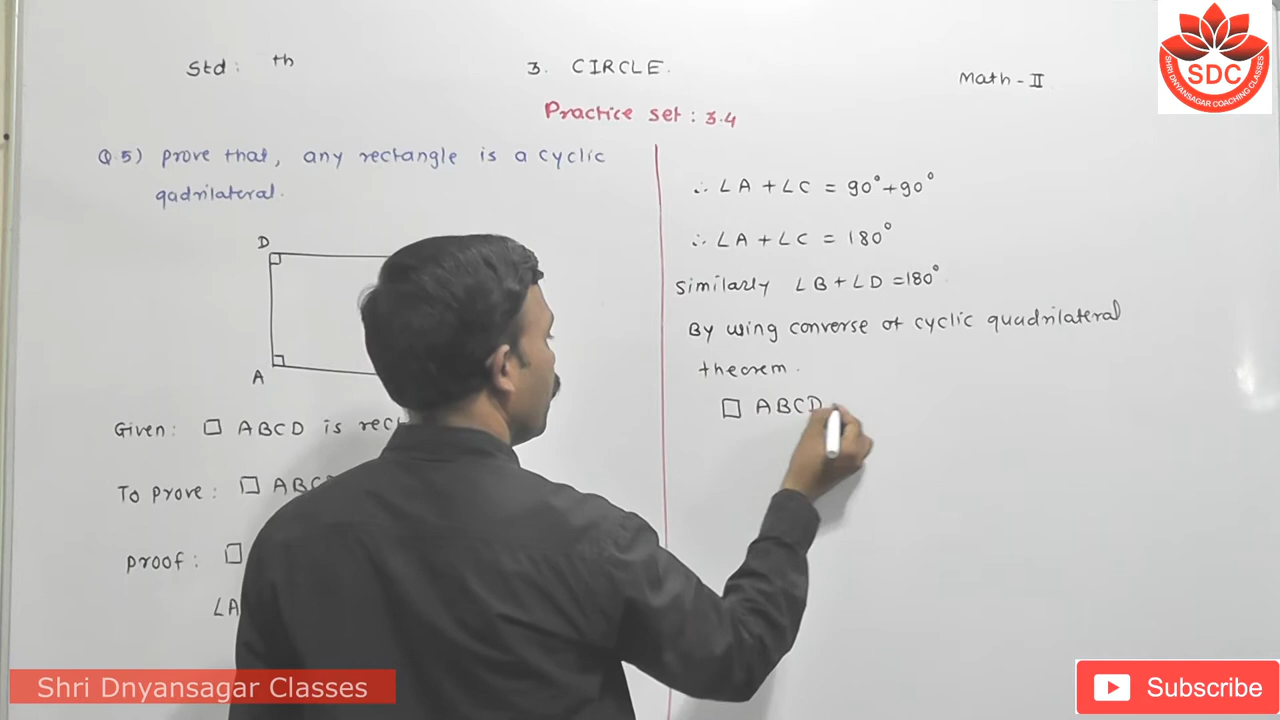 Std: th
3. CIRCLE.
Math - II
Practice set : 3.4
Q.5) prove that, any rectangle is a cyclic
qadrilateral.
D
A
Given: □ ABCD is rect
To prove: □ ABC
proof: □
∠A
∴ ∠A + ∠C = 90° + 90°
∴ ∠A + ∠C = 180°
Similarly ∠B + ∠D = 180°
By using converse of cyclic quadrilateral
theorem.
□ ABCD
SDC
SHRI DNYANSAGAR COACHING CLASSES
Shri Dnyansagar Classes
Subscribe